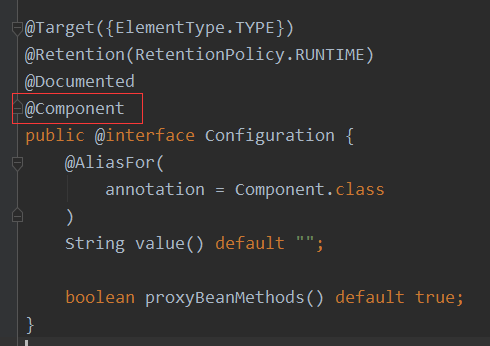 @Target({ElementType.TYPE})
@Retention(RetentionPolicy.RUNTIME)
@Documented
@Component
public @interface Configuration {
    @AliasFor(
        annotation = Component.class
    )
    String value() default "";

    boolean proxyBeanMethods() default true;
}